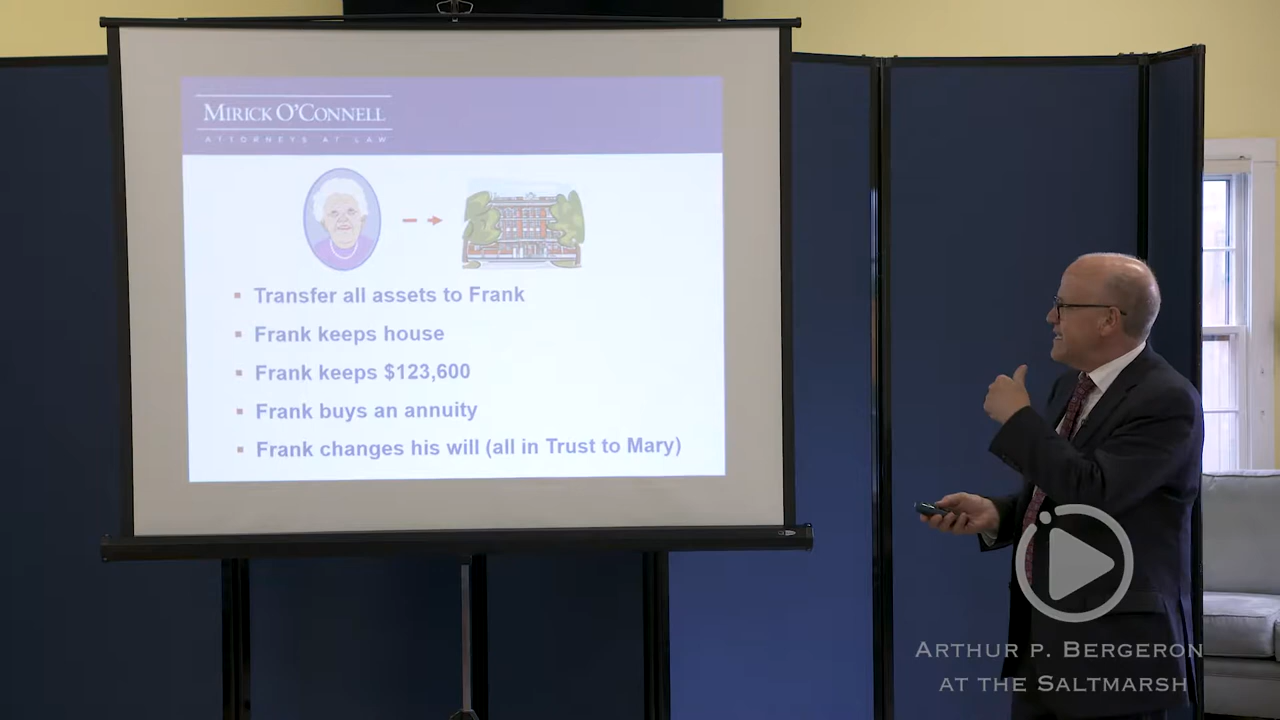 MIRICK O'CONNELL
ATTORNEYS AT LAW
Transfer all assets to Frank
Frank keeps house
Frank keeps $123,600
Frank buys an annuity
Frank changes his will (all in Trust to Mary)
ARTHUR P. BERGERON
AT THE SALTMARSH